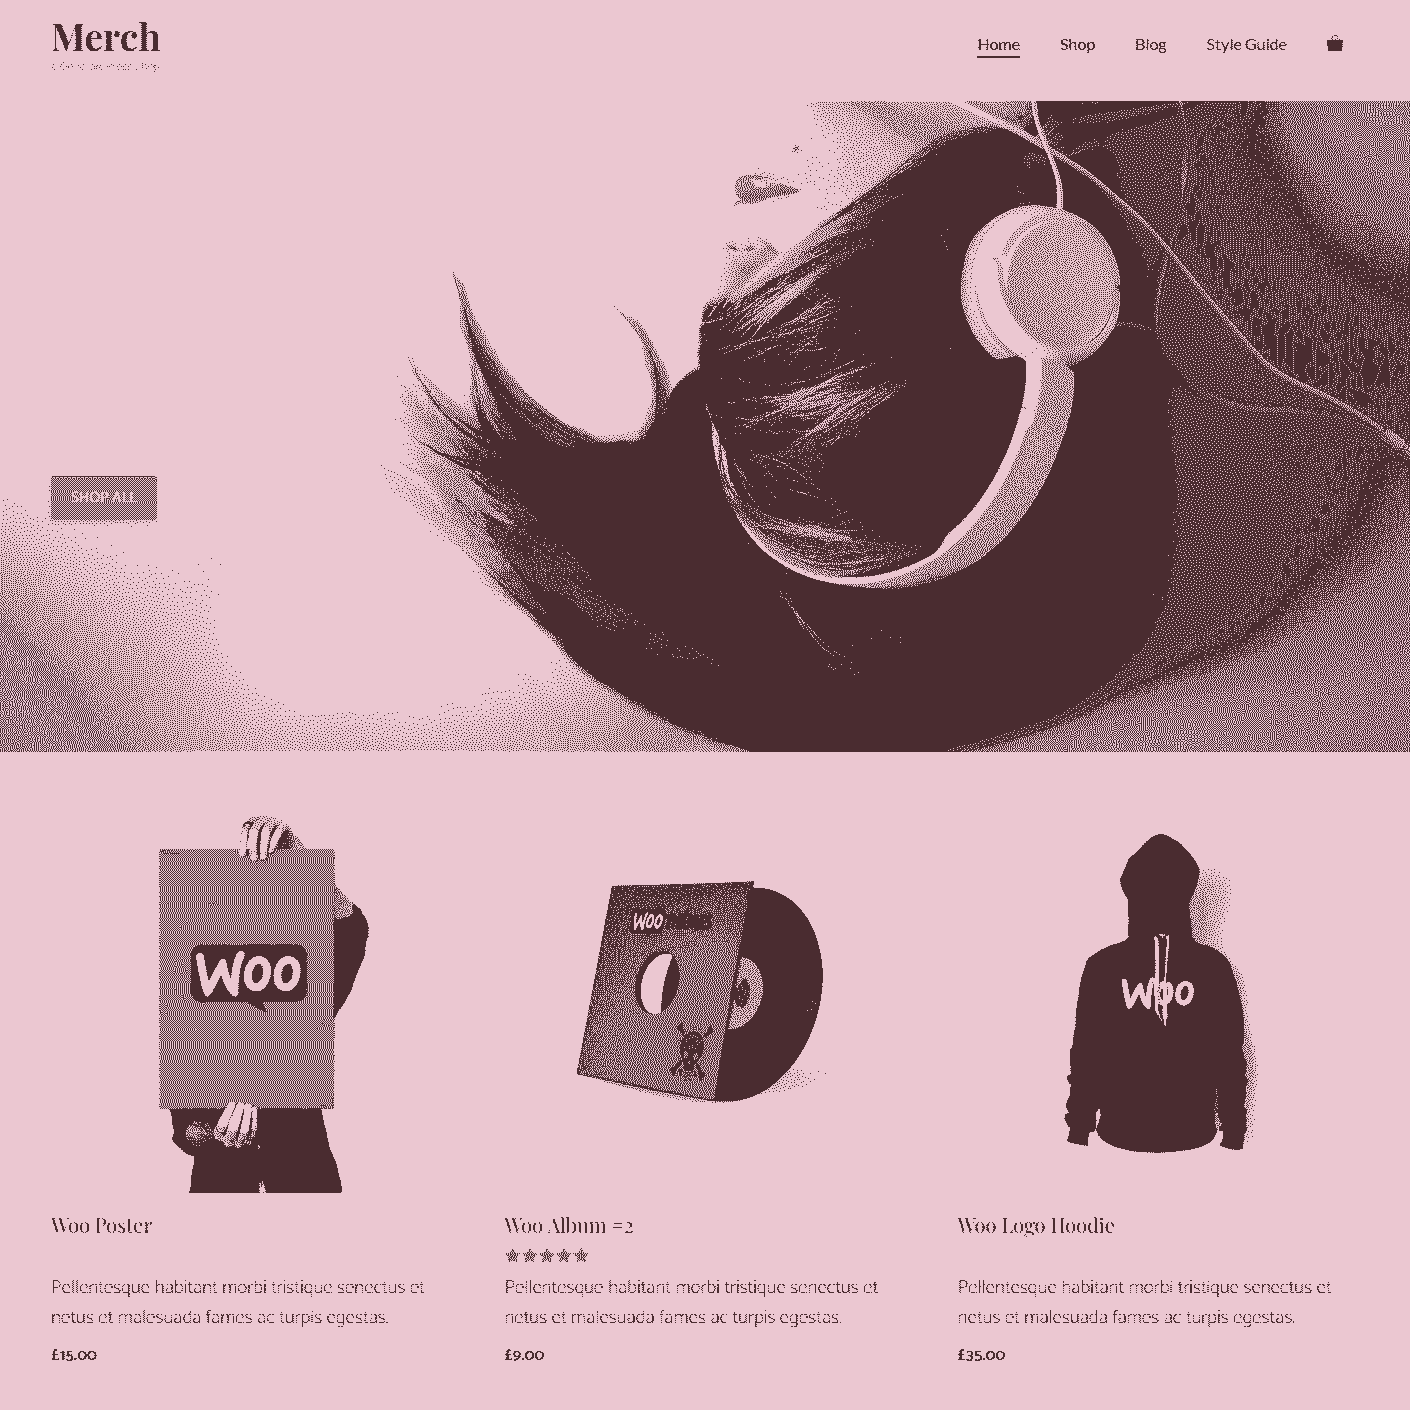 Merch
Home Shop Blog Style Guide
SHOP ALL
WOO
WOO
WOO
Woo Poster
Woo Album #2
Woo Logo Hoodie
Pellentesque habitant morbi tristique senectus et
netus et malesuada fames ac turpis egestas.
Pellentesque habitant morbi tristique senectus et
netus et malesuada fames ac turpis egestas.
Pellentesque habitant morbi tristique senectus et
netus et malesuada fames ac turpis egestas.
£15.00
£9.00
£35.00